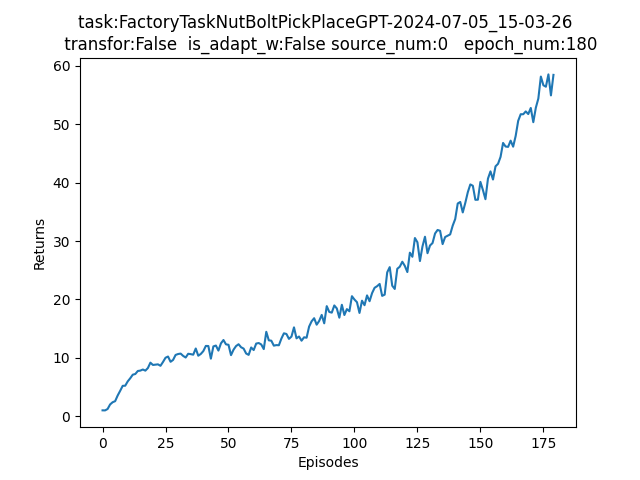 task:FactoryTaskNutBoltPickPlaceGPT-2024-07-05_15-03-26
transfor:False  is_adapt_w:False source_num:0   epoch_num:180
60
50
40
30
20
10
0
Returns
0 25 50 75 100 125 150 175
Episodes